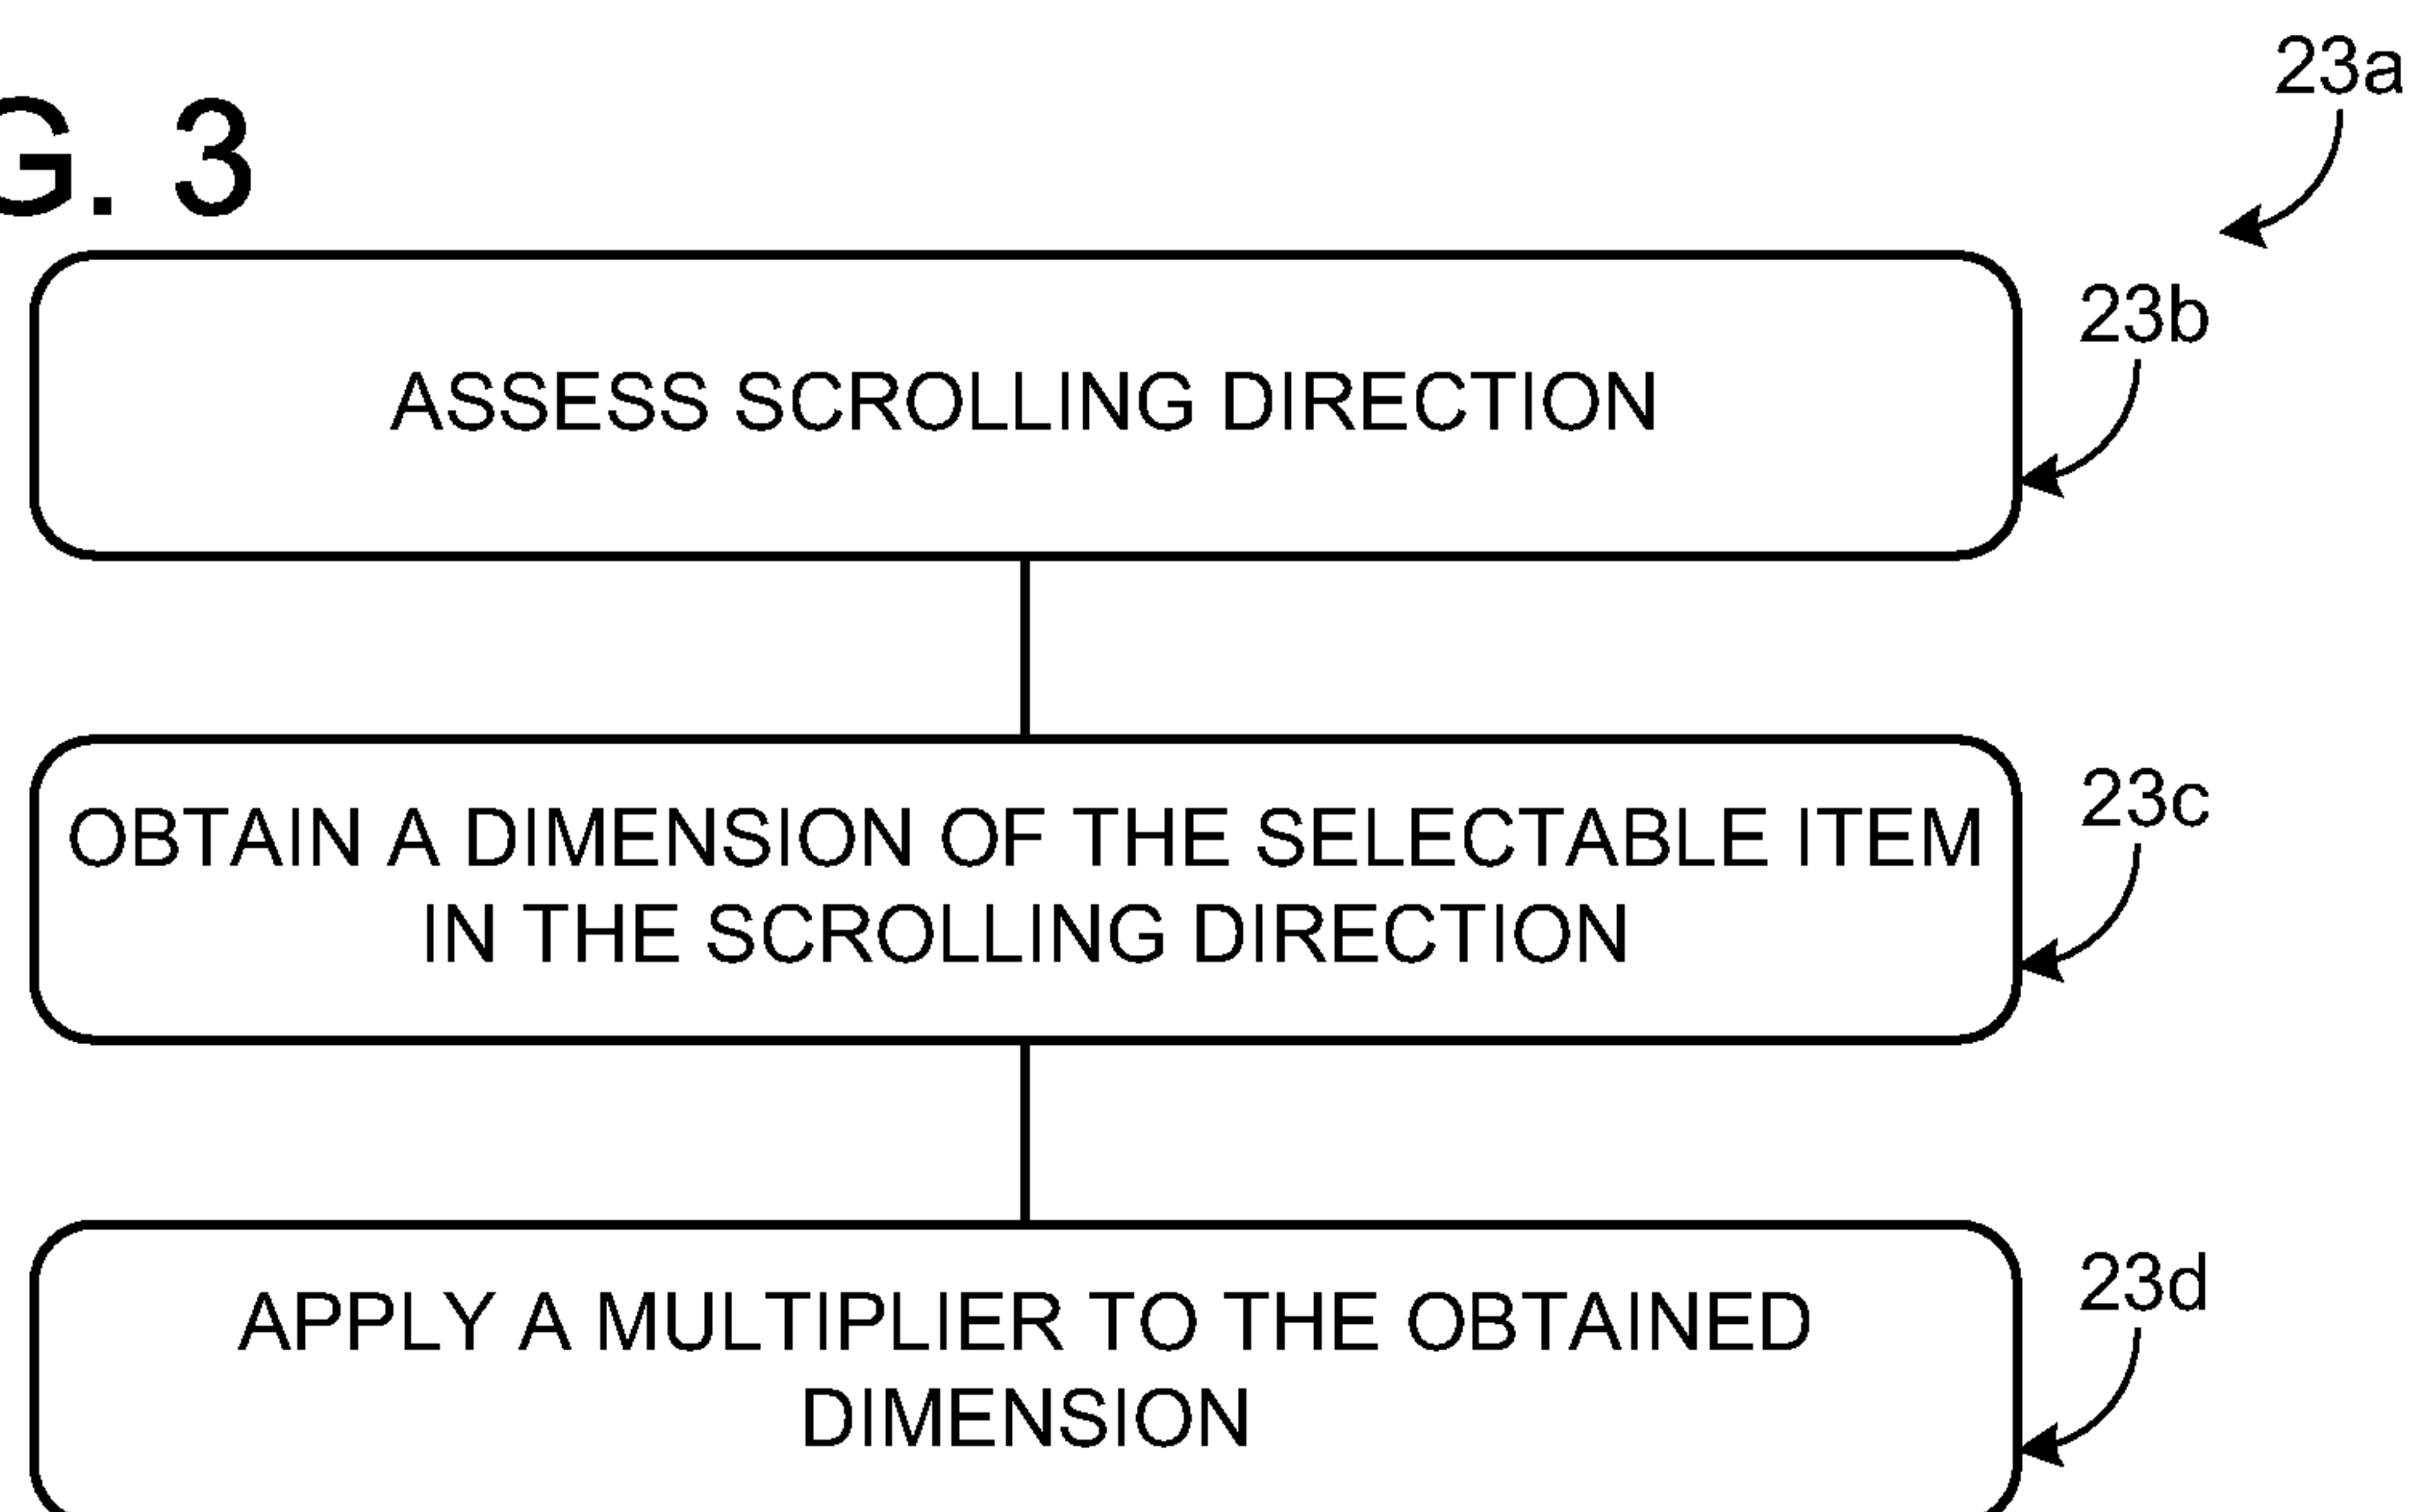 G. 3
23a
23b
ASSESS SCROLLING DIRECTION
23c
OBTAIN A DIMENSION OF THE SELECTABLE ITEM
IN THE SCROLLING DIRECTION
23d
APPLY A MULTIPLIER TO THE OBTAINED
DIMENSION